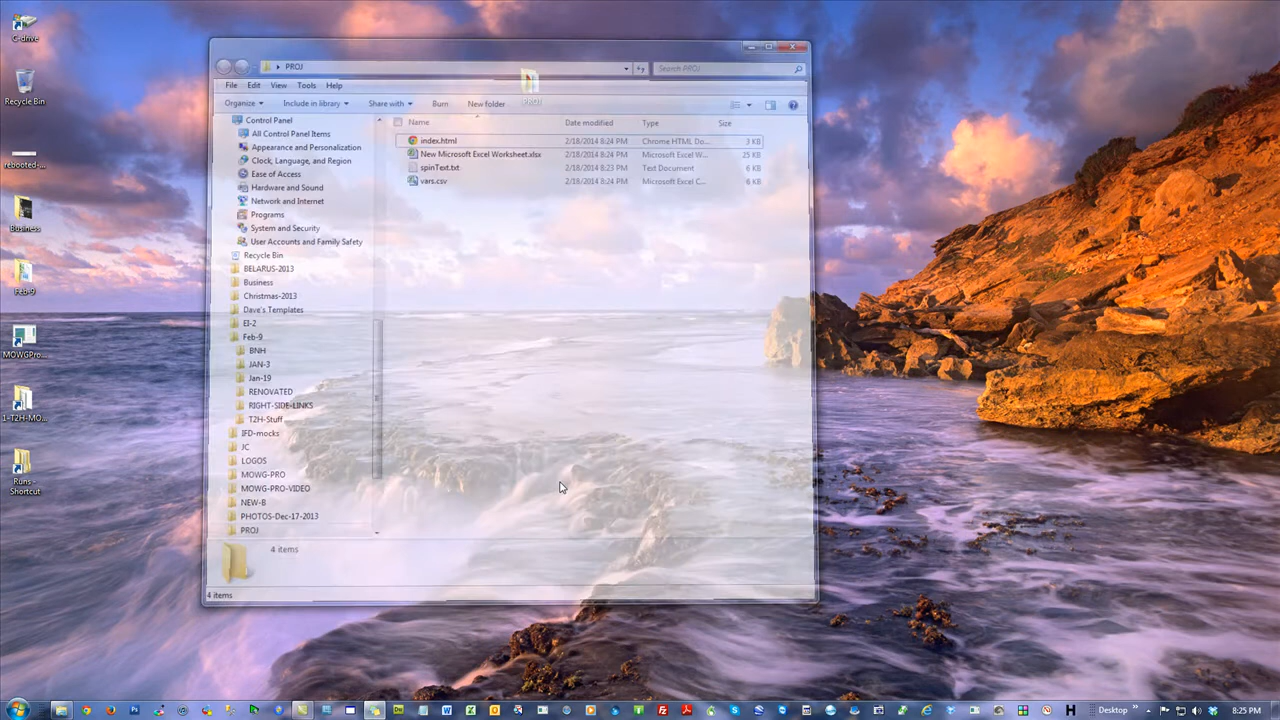 C-drive
Recycle Bin
rebooted-...
Business
Feb-9
MOWGPro...
1-T2H-MO...
Runs - Shortcut
PROJ
Search PROJ
File Edit View Tools Help
PROJ
Organize Include in library Share with Burn New folder
Control Panel
All Control Panel Items
Appearance and Personalization
Clock, Language, and Region
Ease of Access
Hardware and Sound
Network and Internet
Programs
System and Security
User Accounts and Family Safety
Recycle Bin
BELARUS-2013
Business
Christmas-2013
Dave's Templates
EI-2
Feb-9
BNH
JAN-3
Jan-19
RENOVATED
RIGHT-SIDE-LINKS
T2H-Stuff
IFD-mocks
JC
LOGOS
MOWG-PRO
MOWG-PRO-VIDEO
NEW-B
PHOTOS-Dec-17-2013
PROJ
Name Date modified Type Size
index.html 2/18/2014 8:24 PM Chrome HTML Do... 3 KB
New Microsoft Excel Worksheet.xlsx 2/18/2014 8:24 PM Microsoft Excel W... 25 KB
spinText.txt 2/18/2014 8:23 PM Text Document 6 KB
vars.csv 2/18/2014 8:24 PM Microsoft Excel C... 6 KB
4 items
4 items
Desktop
8:25 PM